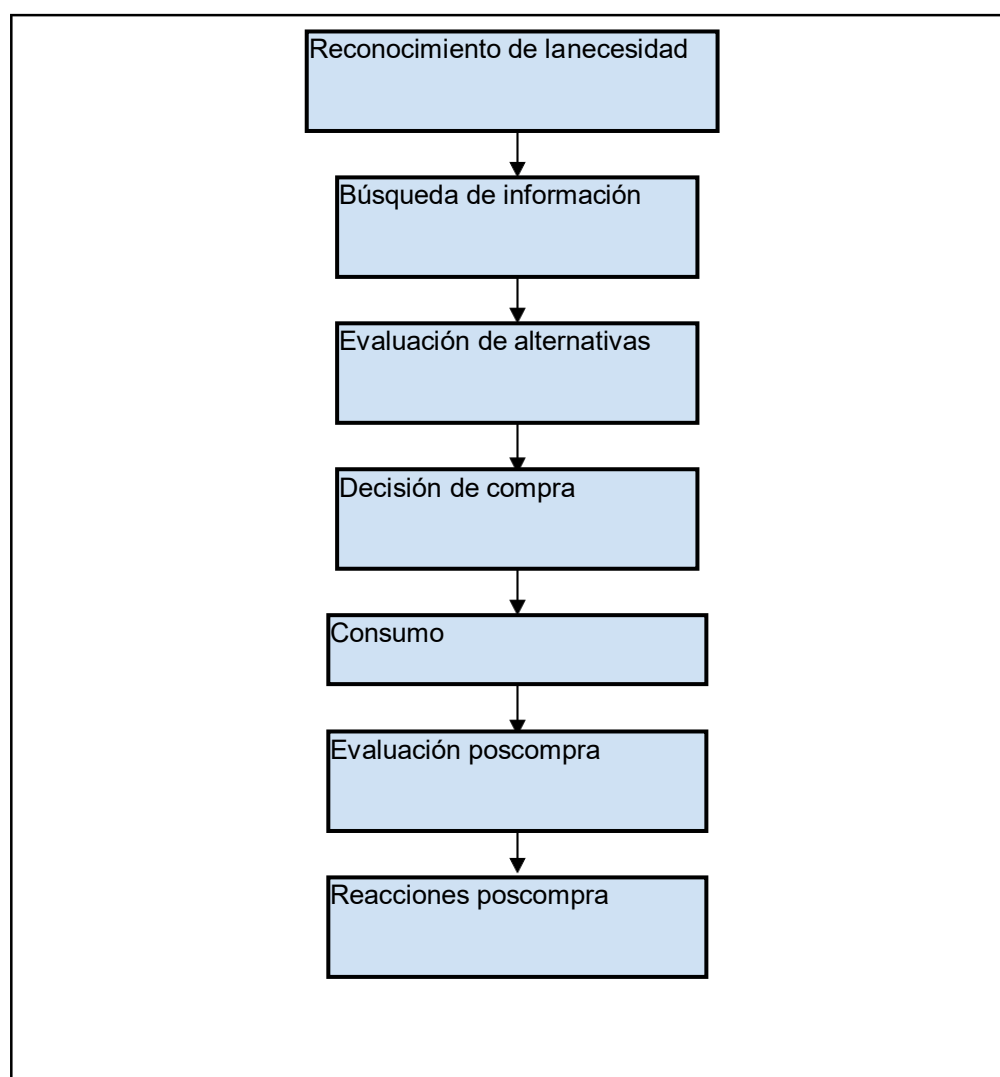 Reconocimiento de lanecesidad
Búsqueda de información
Evaluación de alternativas
Decisión de compra
Consumo
Evaluación poscompra
Reacciones poscompra